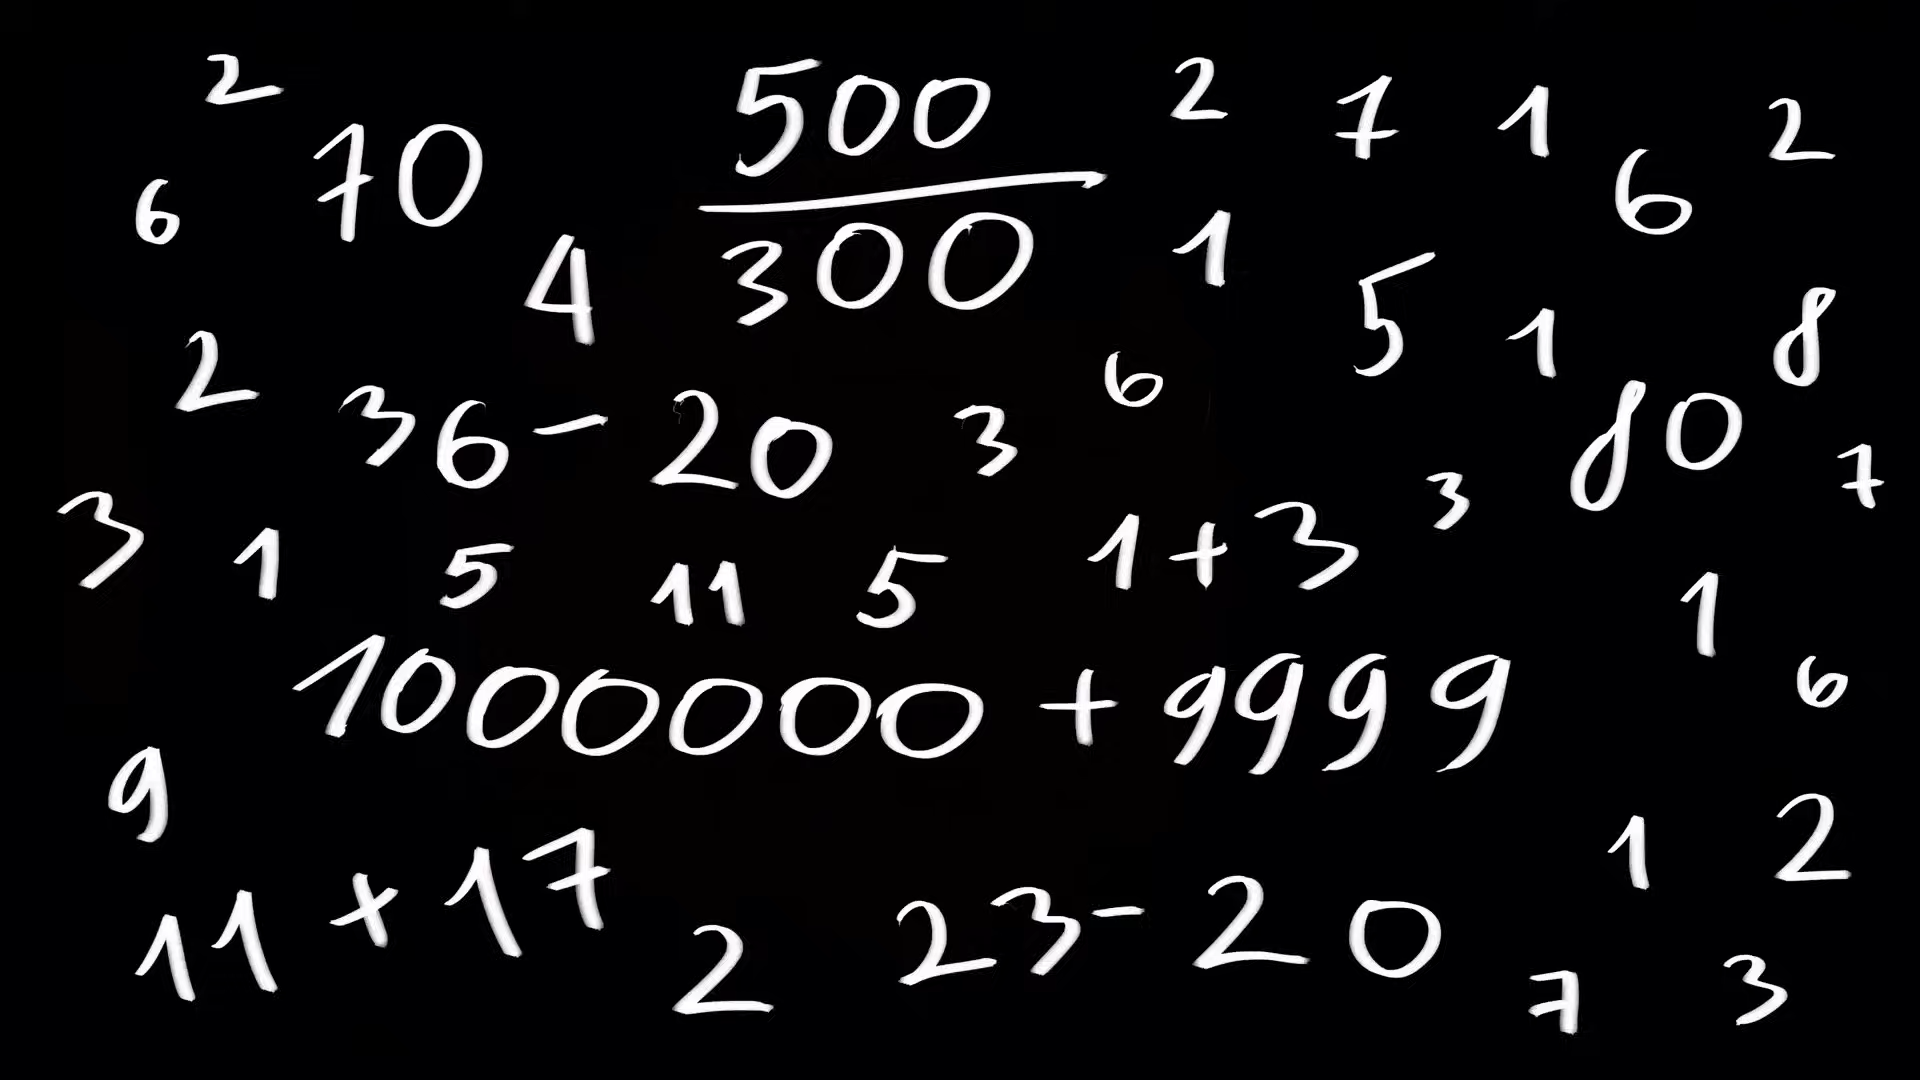 2 70 500 2 7 1 2
6 4 300 1 6
2 36 - 20 3 6 5 1 8
80 7
3 1 5 11 5 1 + 3 3
1000000 + 9999 1 6
9
11 + 17 2 23 - 20 1 2
7 3